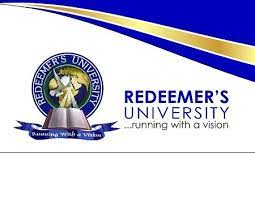 REDEEMER'S UNIVERSITY
Running With a Vision
REDEEMER'S
UNIVERSITY
...running with a vision